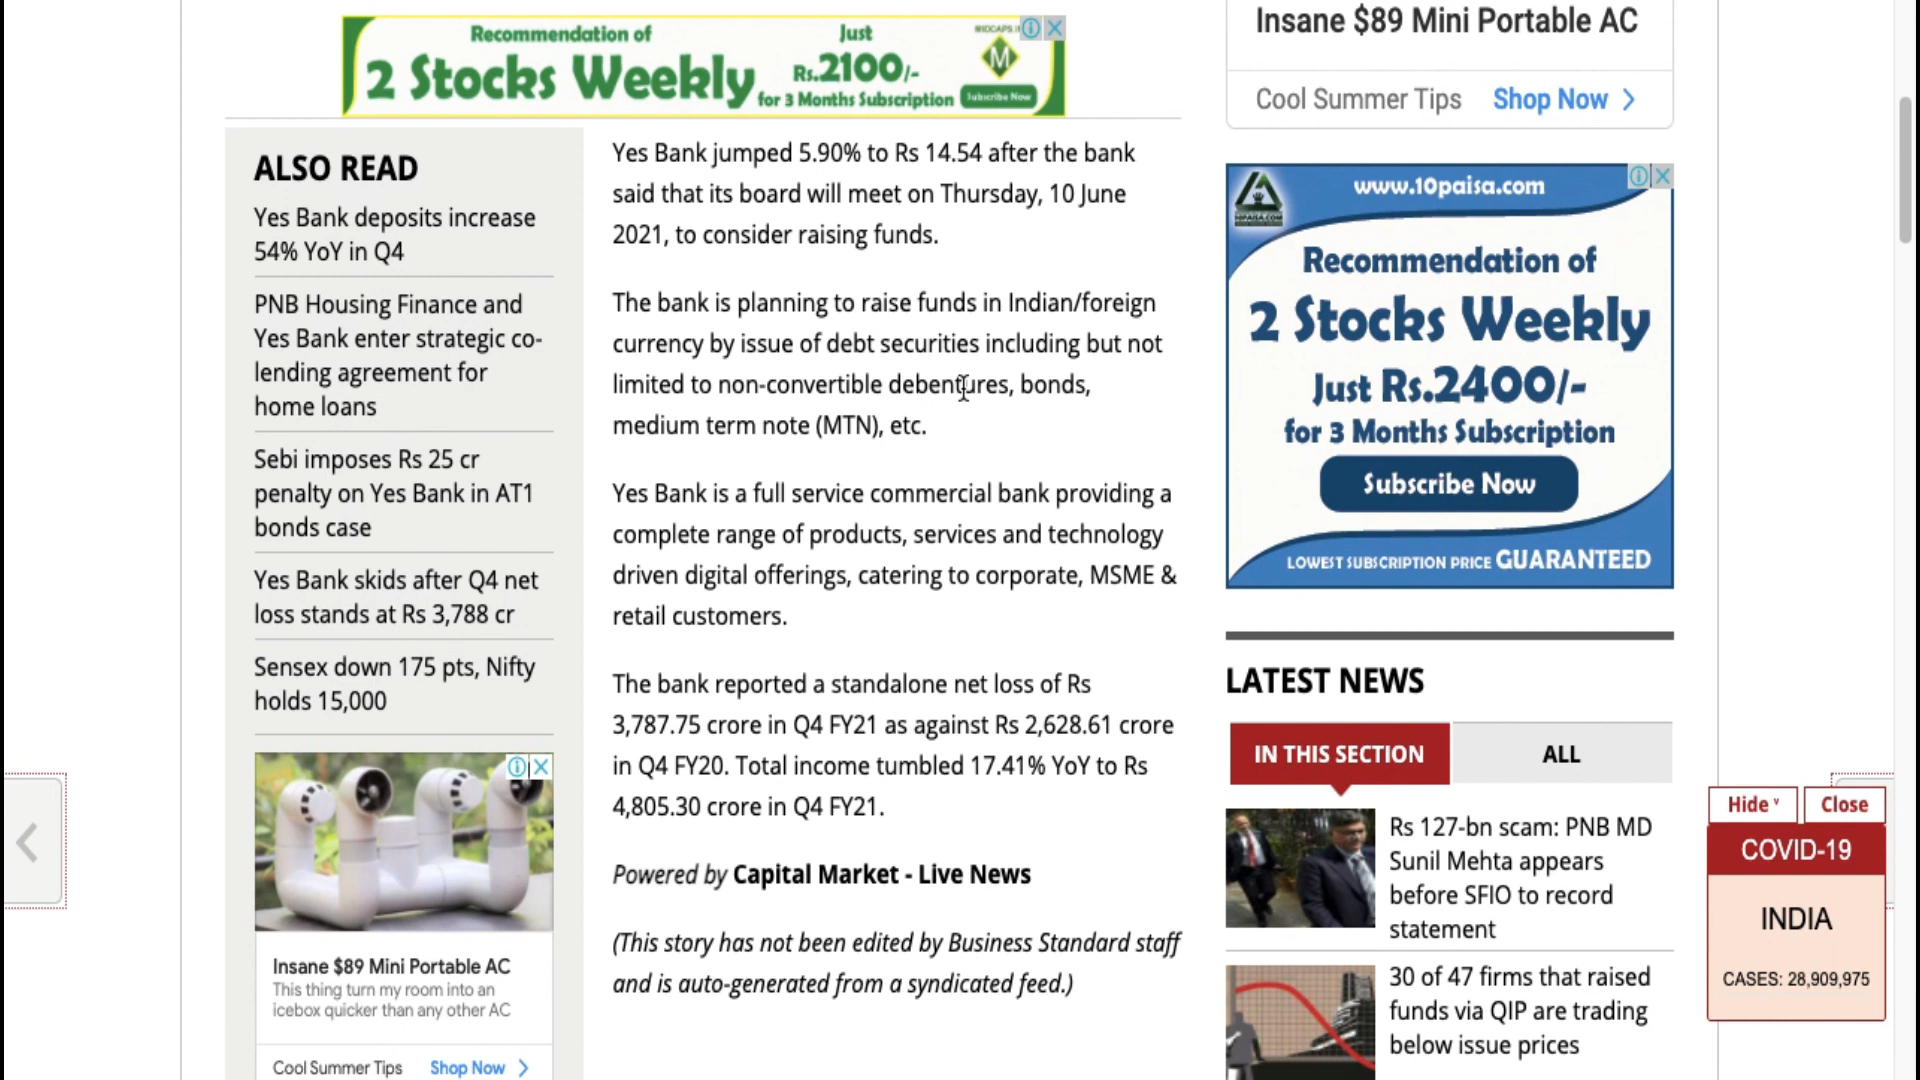 Recommendation of
2 Stocks Weekly
Just
Rs.2100/-
for 3 Months Subscription
M
Subscribe Now
Insane $89 Mini Portable AC
Cool Summer Tips
Shop Now
ALSO READ
Yes Bank deposits increase
54% YoY in Q4
PNB Housing Finance and
Yes Bank enter strategic co-
lending agreement for
home loans
Sebi imposes Rs 25 cr
penalty on Yes Bank in AT1
bonds case
Yes Bank skids after Q4 net
loss stands at Rs 3,788 cr
Sensex down 175 pts, Nifty
holds 15,000
Insane $89 Mini Portable AC
This thing turn my room into an
icebox quicker than any other AC
Cool Summer Tips
Shop Now
Yes Bank jumped 5.90% to Rs 14.54 after the bank
said that its board will meet on Thursday, 10 June
2021, to consider raising funds.
The bank is planning to raise funds in Indian/foreign
currency by issue of debt securities including but not
limited to non-convertible debentures, bonds,
medium term note (MTN), etc.
Yes Bank is a full service commercial bank providing a
complete range of products, services and technology
driven digital offerings, catering to corporate, MSME &
retail customers.
The bank reported a standalone net loss of Rs
3,787.75 crore in Q4 FY21 as against Rs 2,628.61 crore
in Q4 FY20. Total income tumbled 17.41% YoY to Rs
4,805.30 crore in Q4 FY21.
Powered by Capital Market - Live News
(This story has not been edited by Business Standard staff
and is auto-generated from a syndicated feed.)
www.10paisa.com
10PAISA.COM
Recommendation of
2 Stocks Weekly
Just Rs.2400/-
for 3 Months Subscription
Subscribe Now
LOWEST SUBSCRIPTION PRICE GUARANTEED
LATEST NEWS
IN THIS SECTION
ALL
Rs 127-bn scam: PNB MD
Sunil Mehta appears
before SFIO to record
statement
30 of 47 firms that raised
funds via QIP are trading
below issue prices
Hide
Close
COVID-19
INDIA
CASES: 28,909,975